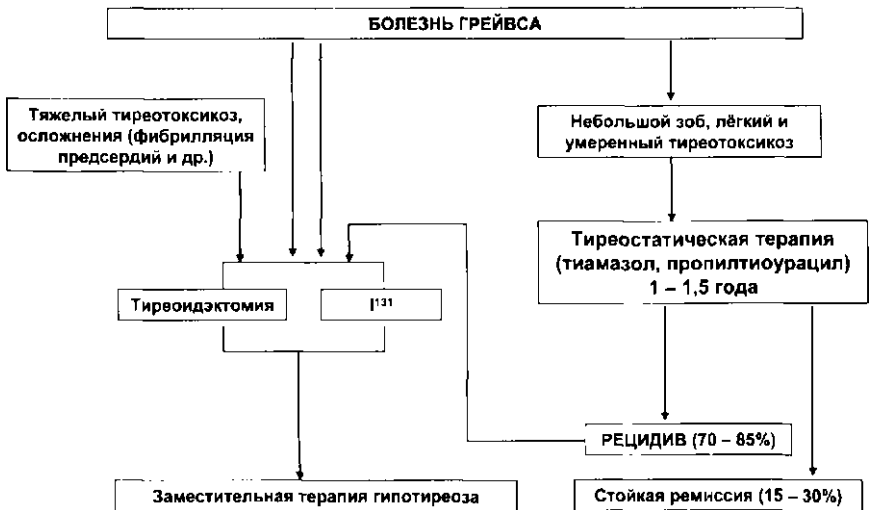 БОЛЕЗНЬ ГРЕЙВСА
Тяжелый тиреотоксикоз,
осложнения (фибрилляция
предсердий и др.)
Небольшой зоб, лёгкий и
умеренный тиреотоксикоз
Тиреостатическая терапия
(тиамазол, пропилтиоурацил)
1 – 1,5 года
Тиреоидэктомия
I¹³¹
РЕЦИДИВ (70 – 85%)
Заместительная терапия гипотиреоза
Стойкая ремиссия (15 – 30%)